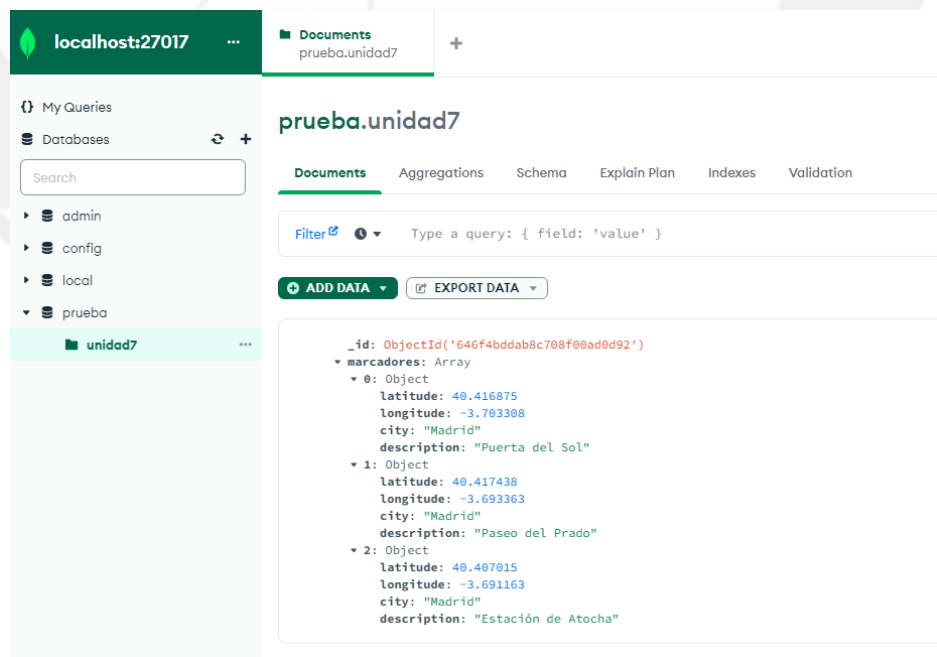 localhost:27017 ...
Documents
prueba.unidad7
+
{} My Queries
Databases
+
Search
admin
config
local
prueba
unidad7 ...
prueba.unidad7
Documents Aggregations Schema Explain Plan Indexes Validation
Filter Type a query: { field: 'value' }
ADD DATA EXPORT DATA
_id: ObjectId('646f4bddab8c708f00ad0d92')
marcadores: Array
0: Object
latitude: 40.416875
longitude: -3.703308
city: "Madrid"
description: "Puerta del Sol"
1: Object
latitude: 40.417438
longitude: -3.693363
city: "Madrid"
description: "Paseo del Prado"
2: Object
latitude: 40.407015
longitude: -3.691163
city: "Madrid"
description: "Estación de Atocha"